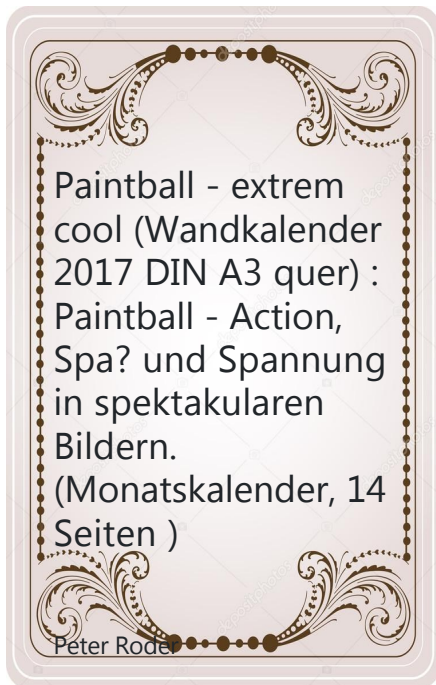 Paintball - extrem
cool (Wandkalender
2017 DIN A3 quer) :
Paintball - Action,
Spa? und Spannung
in spektakularen
Bildern.
(Monatskalender, 14
Seiten )
Peter Roder